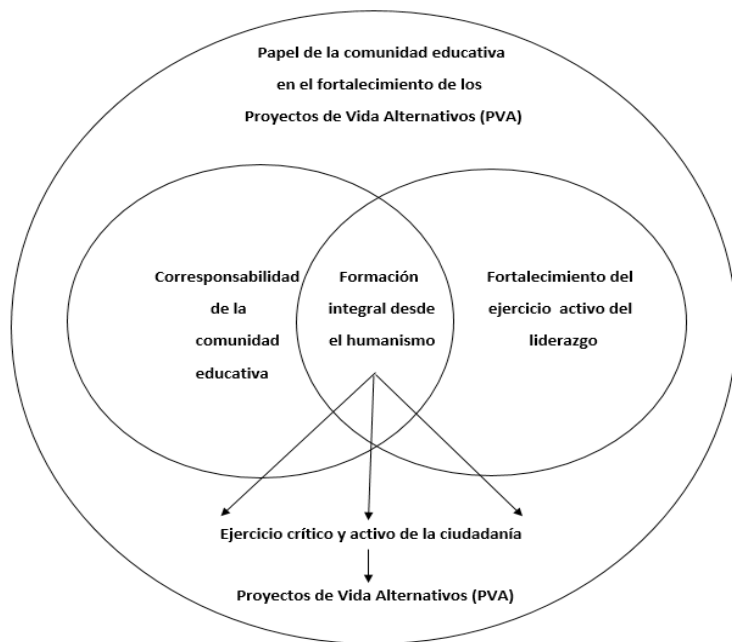 Papel de la comunidad educativa
en el fortalecimiento de los
Proyectos de Vida Alternativos (PVA)
Corresponsabilidad
de la
comunidad
educativa
Formación
integral desde
el humanismo
Fortalecimiento del
ejercicio activo del
liderazgo
Ejercicio crítico y activo de la ciudadanía
Proyectos de Vida Alternativos (PVA)